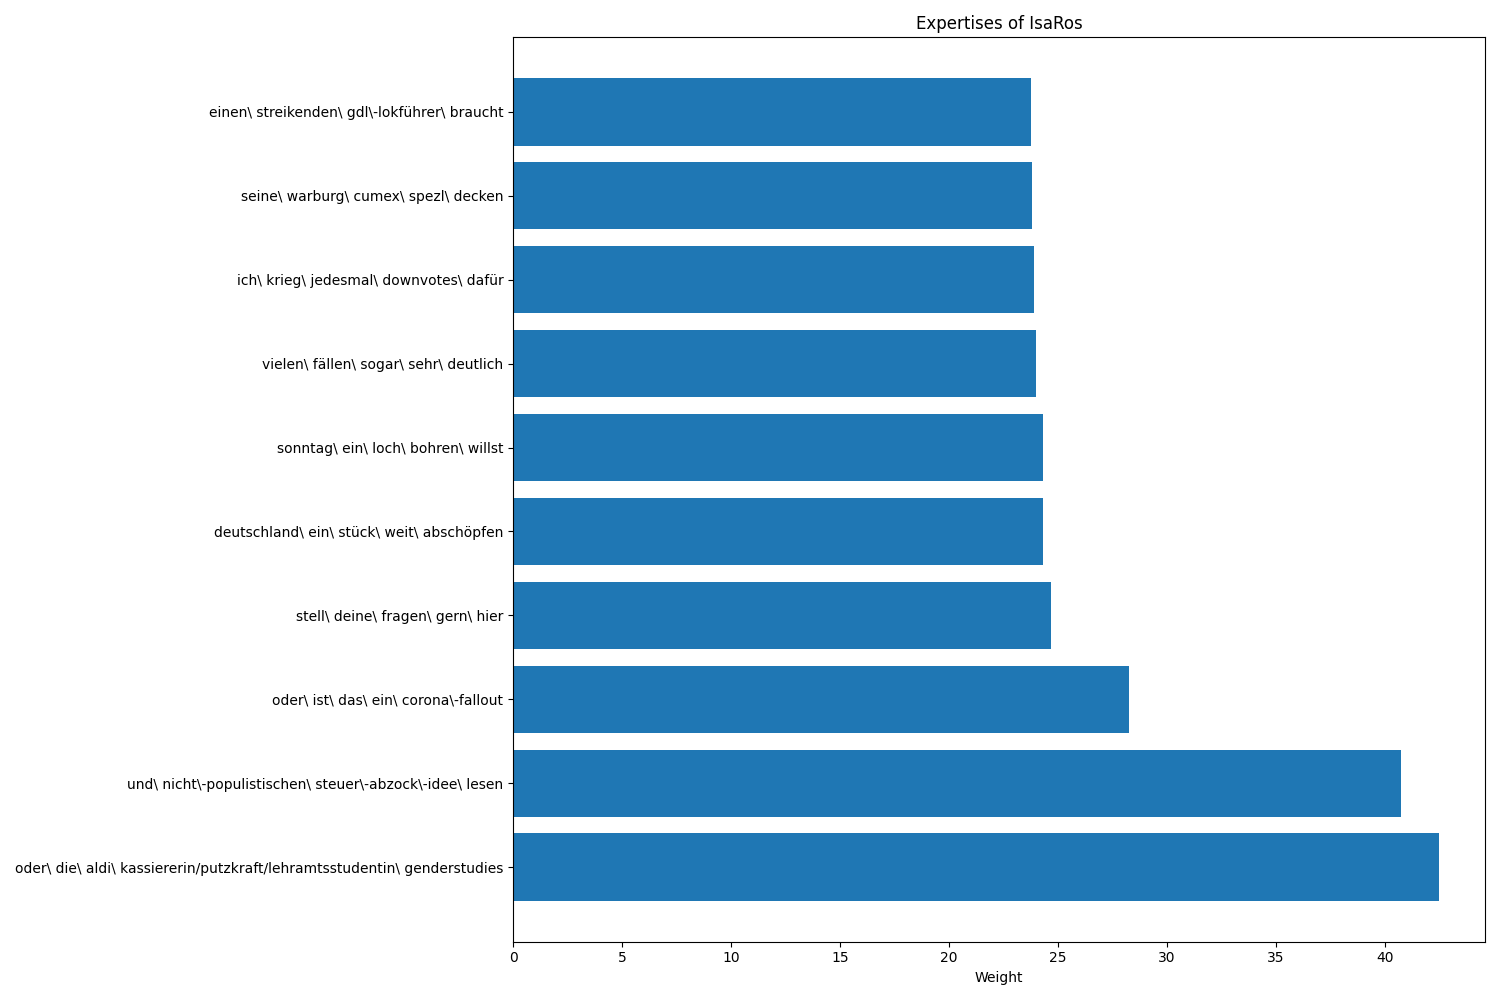 Expertises of IsaRos
einen\ streikenden\ gdl\-lokführer\ braucht
seine\ warburg\ cumex\ spezl\ decken
ich\ krieg\ jedesmal\ downvotes\ dafür
vielen\ fällen\ sogar\ sehr\ deutlich
sonntag\ ein\ loch\ bohren\ willst
deutschland\ ein\ stück\ weit\ abschöpfen
stell\ deine\ fragen\ gern\ hier
oder\ ist\ das\ ein\ corona\-fallout
und\ nicht\-populistischen\ steuer\-abzock\-idee\ lesen
oder\ die\ aldi\ kassiererin/putzkraft/lehramtsstudentin\ genderstudies
0 5 10 15 20 25 30 35 40
Weight